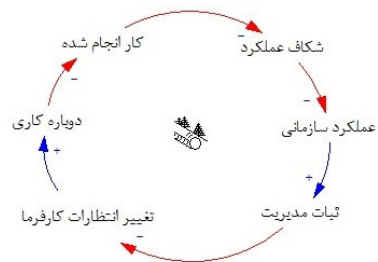 کار انجام شده
-
شکاف عملکرد
-
عملکرد سازمانی
+
ثبات مدیریت
-
تغییر انتظارات کارفرما
+
دوباره کاری
-